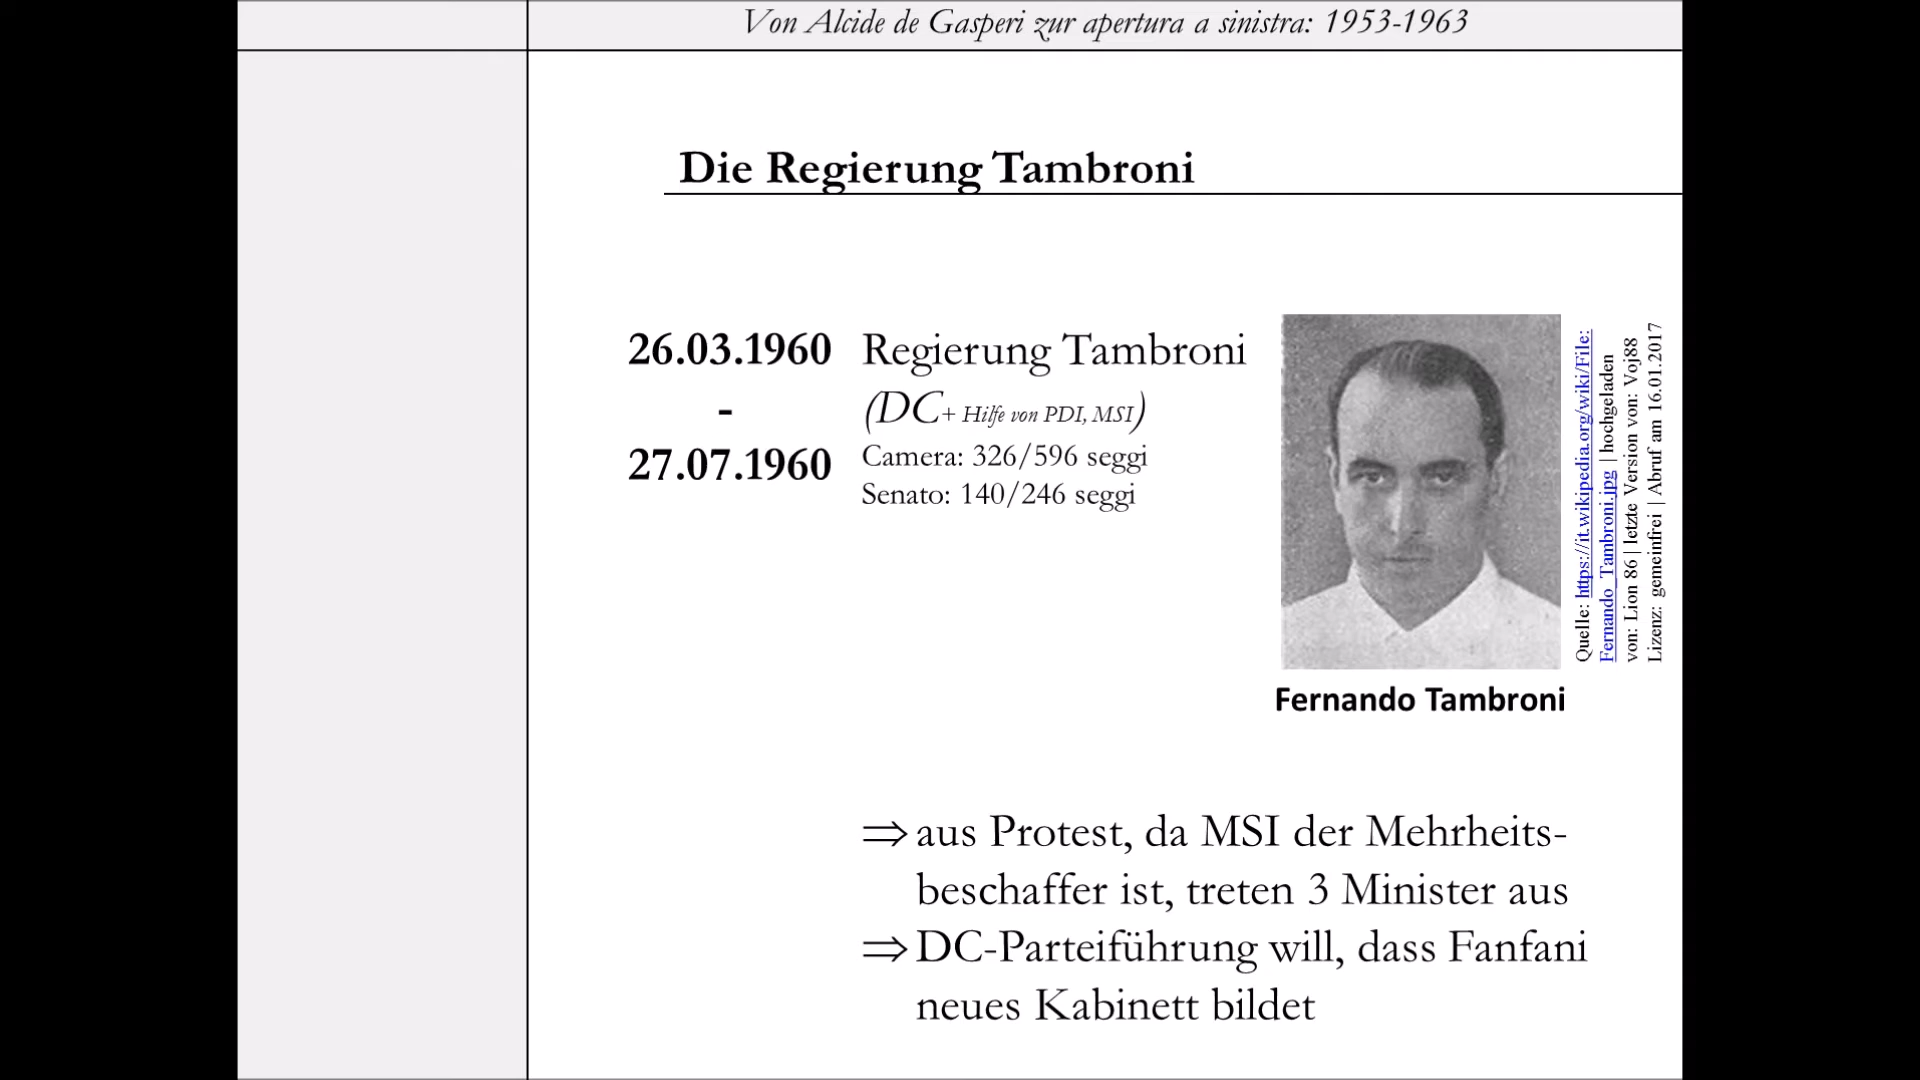 Von Alcide de Gasperi zur apertura a sinistra: 1953-1963
Die Regierung Tambroni
26.03.1960
-
27.07.1960
Regierung Tambroni
(DC+ Hilfe von PDI, MSI)
Camera: 326/596 seggi
Senato: 140/246 seggi
Quelle: https://it.wikipedia.org/wiki/File:
Fernando_Tambroni.jpg | hochgeladen
von: Lion 86 | letzte Version von: Voj88
Lizenz: gemeinfrei | Abruf am 16.01.2017
Fernando Tambroni
⇒ aus Protest, da MSI der Mehrheits-
beschaffer ist, treten 3 Minister aus
⇒ DC-Parteiführung will, dass Fanfani
neues Kabinett bildet